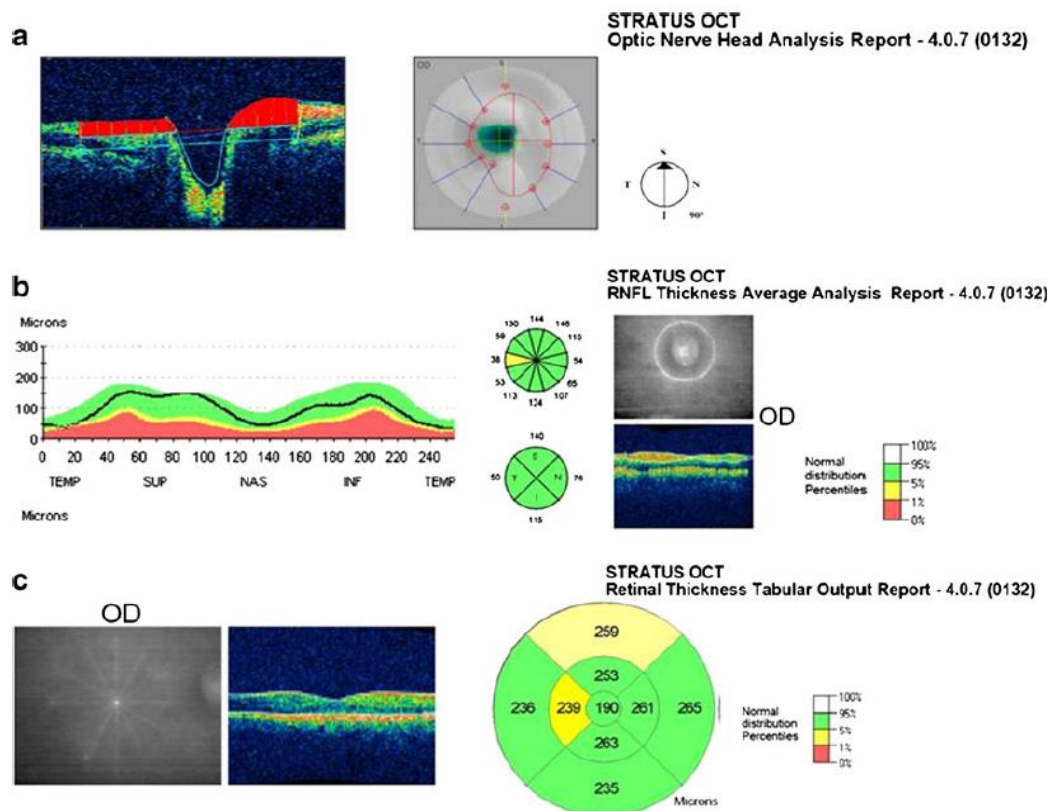 a
STRATUS OCT
Optic Nerve Head Analysis Report - 4.0.7 (0132)
OD
S
T
S
T N
I
90°
b
STRATUS OCT
RNFL Thickness Average Analysis Report - 4.0.7 (0132)
Microns
300
200
100
0
0 20 40 60 80 100 120 140 160 180 200 220 240
TEMP SUP NAS INF TEMP
Microns
144
130 146
59 110
38 54
53 65
113 107
124
140
S
50 T N 76
I
115
OD
Normal
distribution
Percentiles
100%
95%
5%
1%
0%
c
STRATUS OCT
Retinal Thickness Tabular Output Report - 4.0.7 (0132)
OD
259
253
236 239 190 261 265
263
235
Microns
Normal
distribution
Percentiles
100%
95%
5%
1%
0%